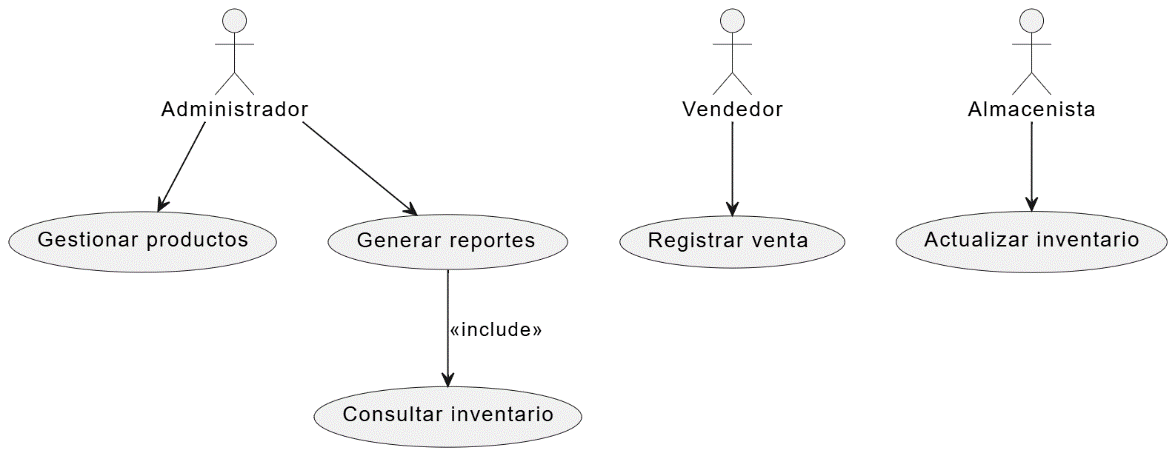 Administrador
Vendedor
Almacenista
Gestionar productos
Generar reportes
Registrar venta
Actualizar inventario
«include»
Consultar inventario